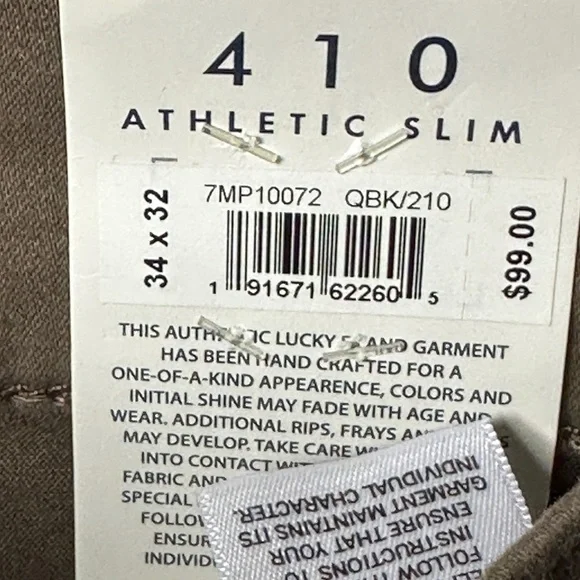 410
ATHLETIC SLIM
34 x 32
7MP10072 QBK/210
$99.00
1 91671 62260 5
THIS LUCKY GARMENT
HAS BEEN HAND CRAFTED FOR A
ONE-OF-A-KIND APPEARENCE, COLORS AND
INITIAL SHINE MAY FADE WITH AGE AND
WEAR. ADDITIONAL RIPS, FRAYS
MAY DEVELOP. TAKE CARE
INTO CONTACT
FABRIC AND
SPECIAL
INDIVIDUAL CHARACTER.
GARMENT MAINTAINS ITS
ENSURE THAT YOUR
INSTRUCTIONS TO
FOLLOW